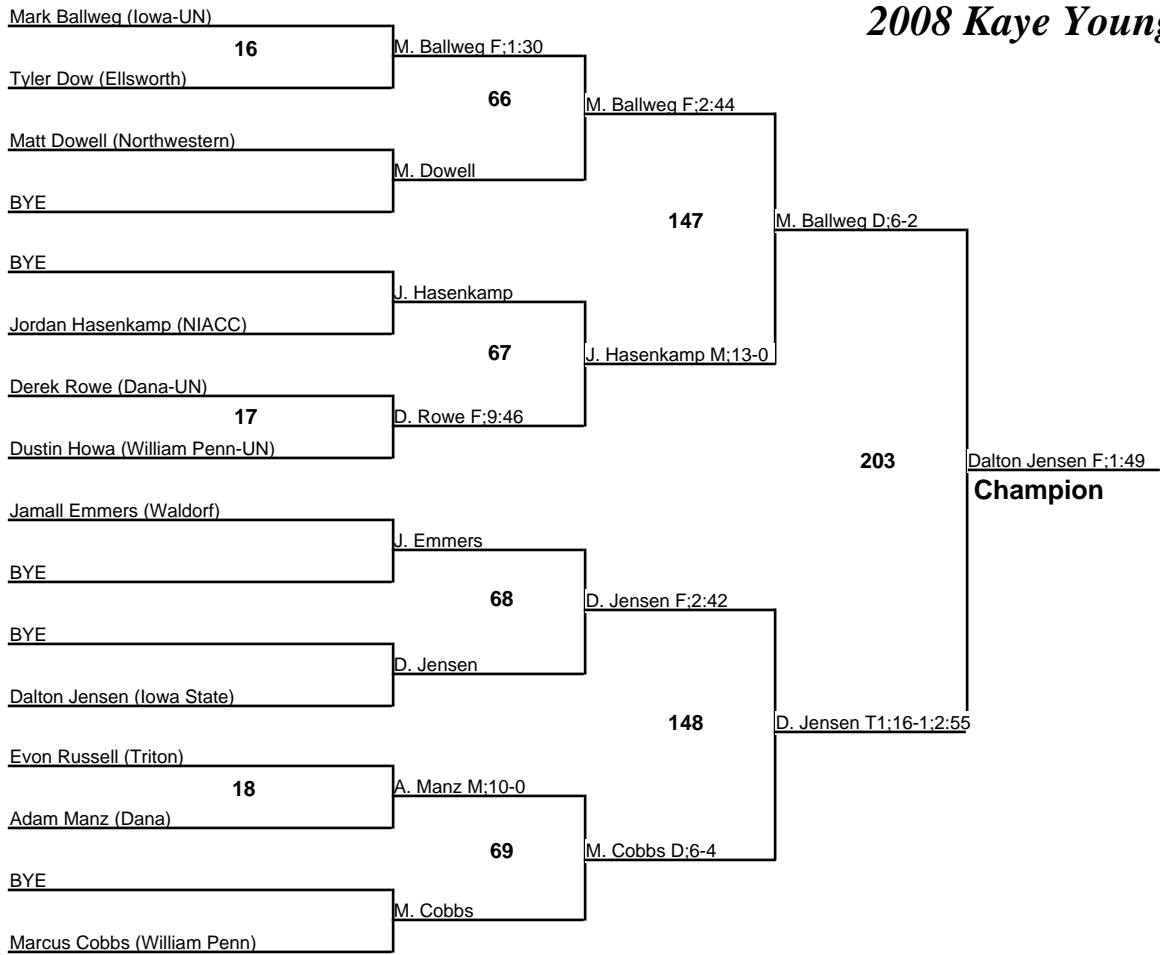 2008 Kaye Young
Mark Ballweg (Iowa-UN)
16
Tyler Dow (Ellsworth)
M. Ballweg F;1:30
66
Matt Dowell (Northwestern)
M. Dowell
BYE
M. Ballweg F;2:44
147
BYE
J. Hasenkamp
Jordan Hasenkamp (NIACC)
67
Derek Rowe (Dana-UN)
17
D. Rowe F;9:46
Dustin Howa (William Penn-UN)
J. Hasenkamp M;13-0
M. Ballweg D;6-2
203
Dalton Jensen F;1:49
Champion
Jamall Emmers (Waldorf)
J. Emmers
BYE
68
BYE
D. Jensen
Dalton Jensen (Iowa State)
D. Jensen F;2:42
148
D. Jensen T1;16-1;2:55
Evon Russell (Triton)
18
A. Manz M;10-0
Adam Manz (Dana)
69
M. Cobbs D;6-4
BYE
M. Cobbs
Marcus Cobbs (William Penn)